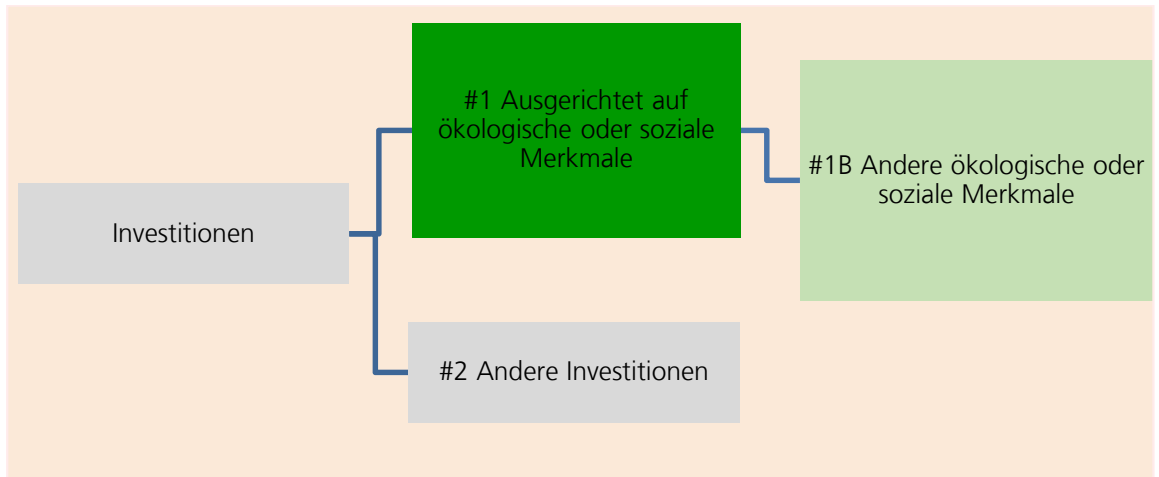 Investitionen
#1 Ausgerichtet auf
ökologische oder soziale
Merkmale
#1B Andere ökologische oder
soziale Merkmale
#2 Andere Investitionen